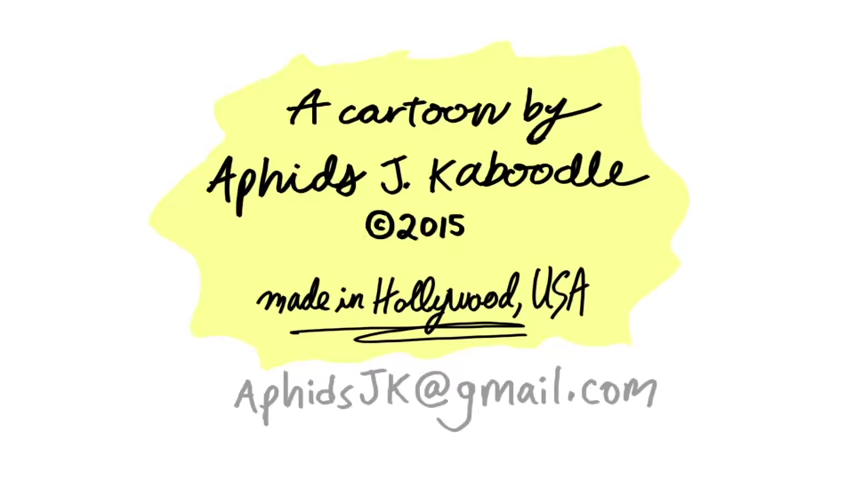 A cartoon by
Aphids J. Kaboodle
©2015
made in Hollywood, USA
AphidsJK@gmail.com